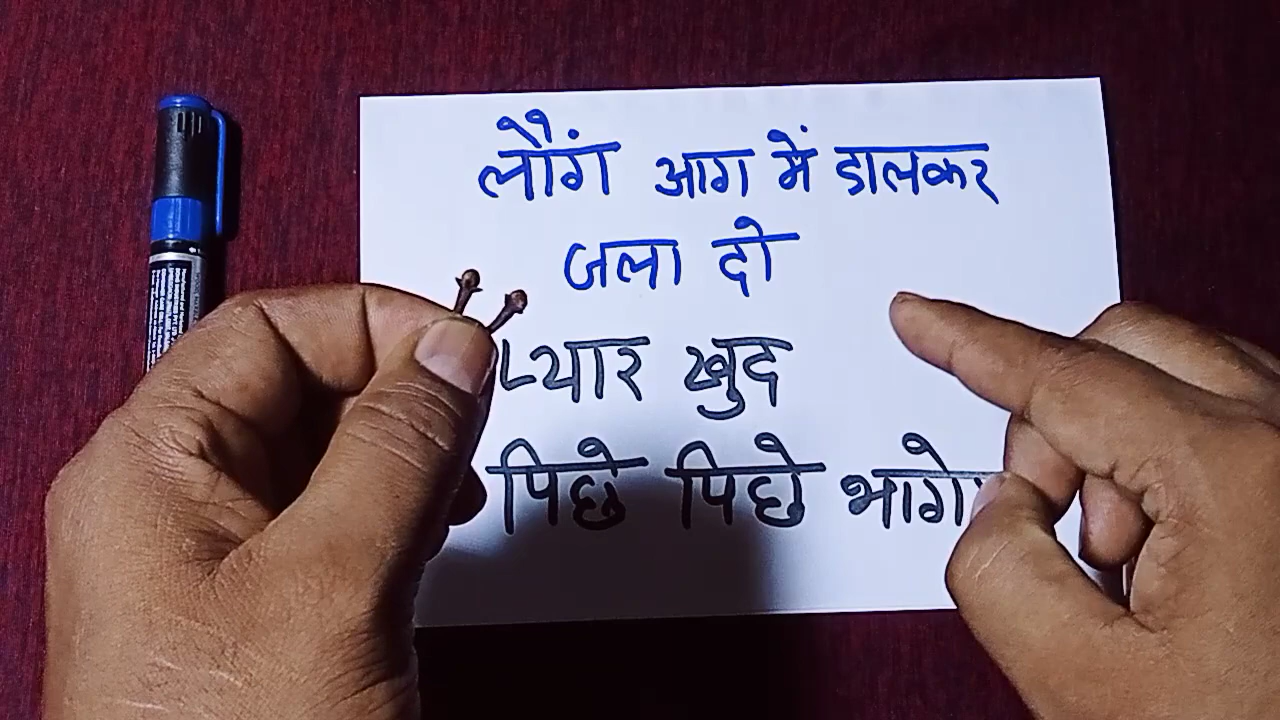 लौंग आग में डालकर
जला दो
प्यार खुद
पिछे पिछे